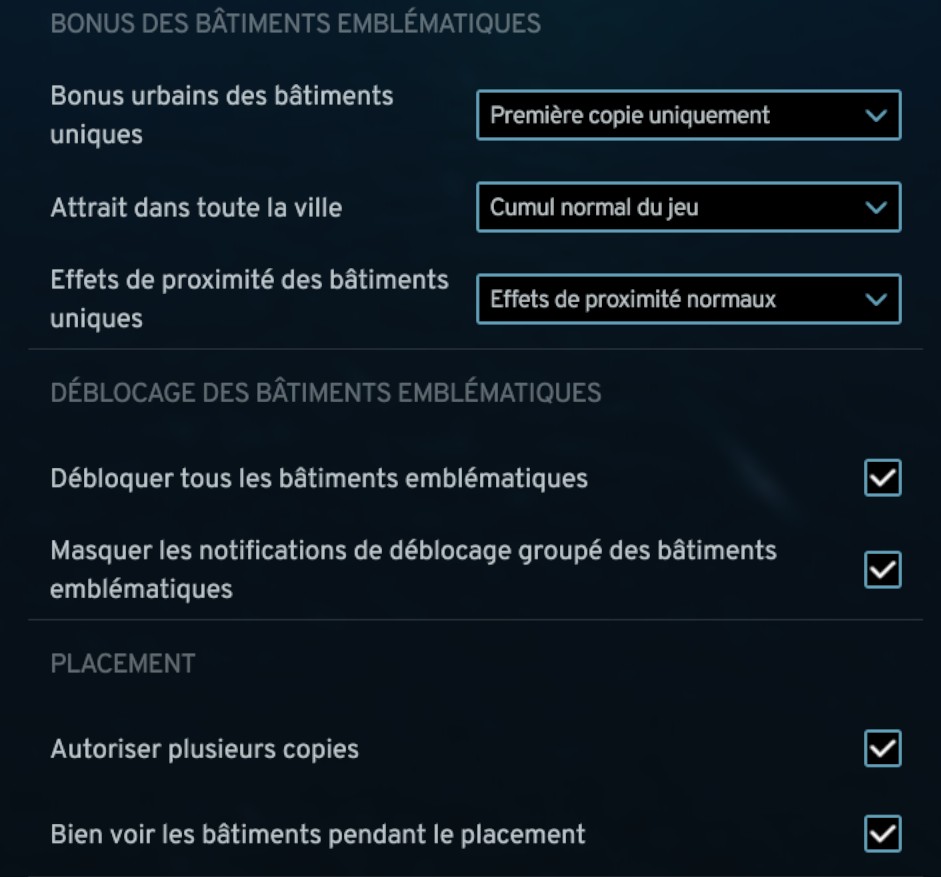 BONUS DES BÂTIMENTS EMBLÉMATIQUES
Bonus urbains des bâtiments
uniques
Première copie uniquement
Attrait dans toute la ville
Cumul normal du jeu
Effets de proximité des bâtiments
uniques
Effets de proximité normaux
DÉBLOCAGE DES BÂTIMENTS EMBLÉMATIQUES
Débloquer tous les bâtiments emblématiques
Masquer les notifications de déblocage groupé des bâtiments
emblématiques
PLACEMENT
Autoriser plusieurs copies
Bien voir les bâtiments pendant le placement